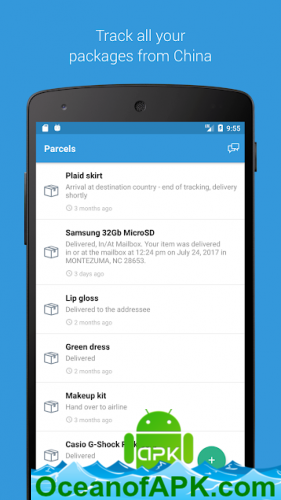 Track all your
packages from China
9:55
Parcels
Plaid skirt
Arrival at destination country - end of tracking, delivery
shortly
3 months ago
Samsung 32Gb MicroSD
Delivered, In/At Mailbox. Your item was delivered
in or at the mailbox at 12:24 pm on July 24, 2017 in
MONTEZUMA, NC 28653.
3 days ago
Lip gloss
Delivered to the addressee
2 months ago
Green dress
Delivered
2 months ago
Makeup kit
Hand over to airline
3 months ago
Casio G-Shock
Delivered
+
APK
OceanofAPK.com